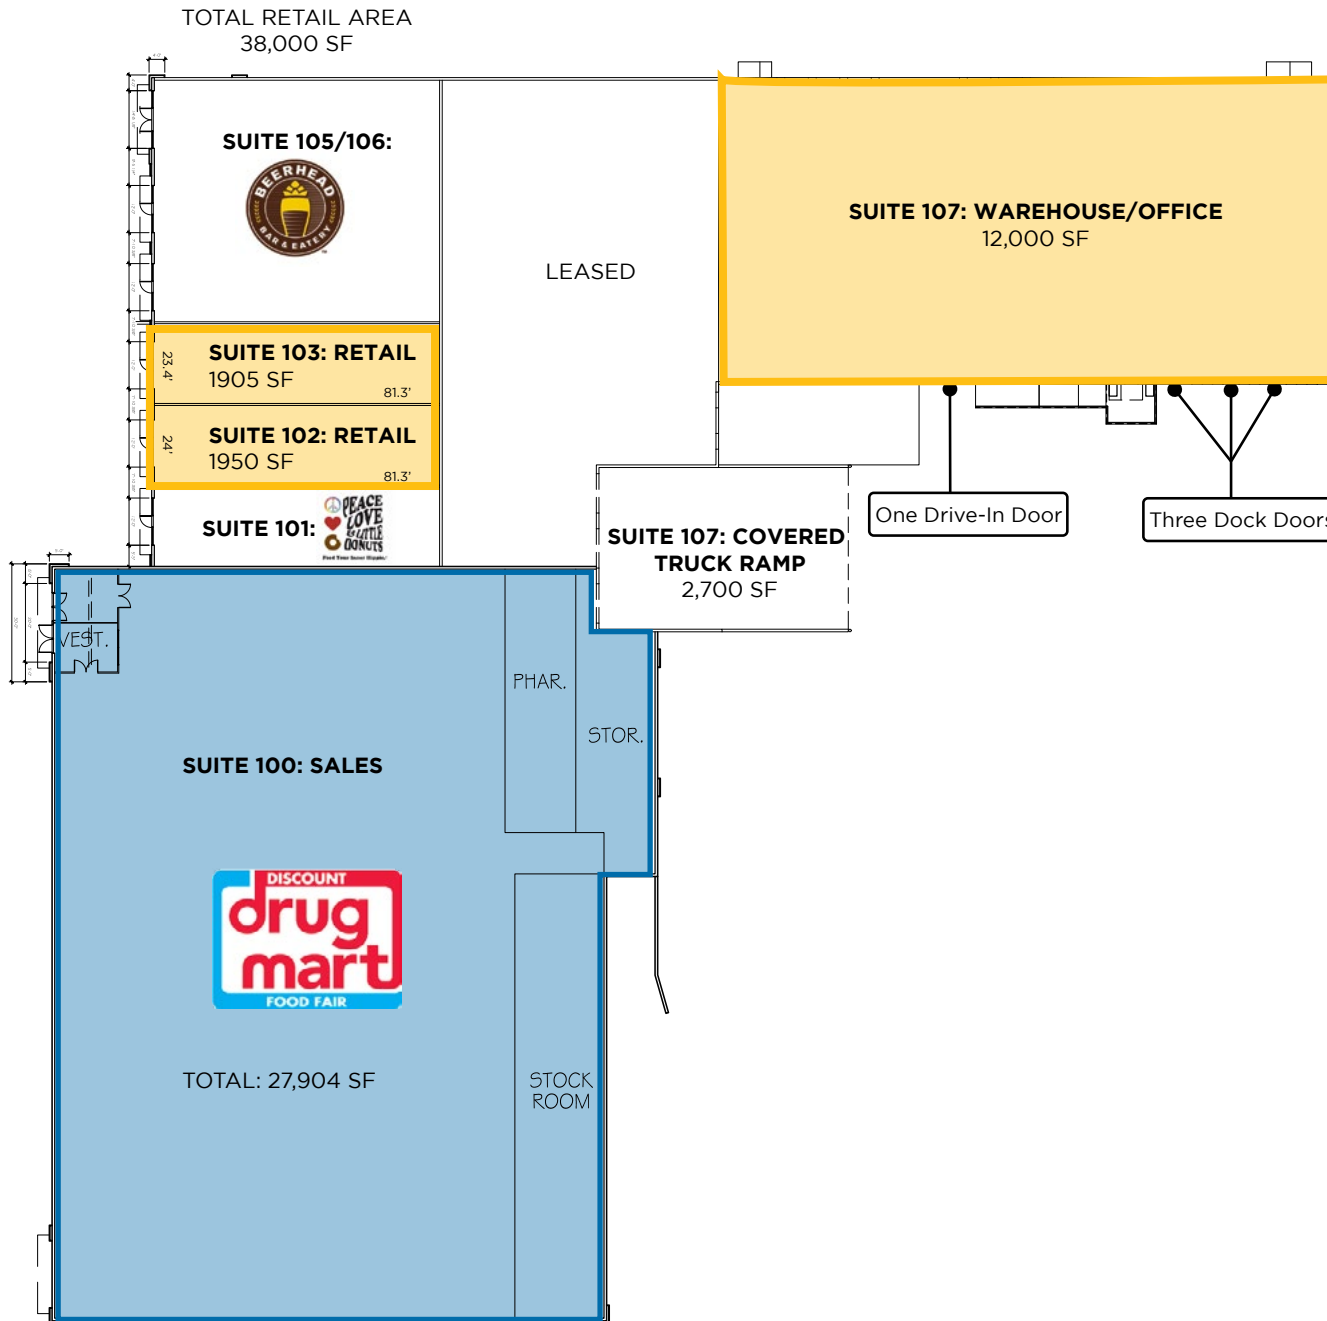 TOTAL RETAIL AREA
38,000 SF
SUITE 105/106:
BEERHEAD
BAR & EATERY
LEASED
SUITE 107: WAREHOUSE/OFFICE
12,000 SF
SUITE 103: RETAIL
1905 SF
23.4'
81.3'
SUITE 102: RETAIL
1950 SF
24'
81.3'
SUITE 101:
PEACE
LOVE
& LITTLE
DONUTS
One Drive-In Door
Three Dock Doors
SUITE 107: COVERED
TRUCK RAMP
2,700 SF
VEST.
PHAR.
STOR.
SUITE 100: SALES
DISCOUNT
drug
mart
FOOD FAIR
TOTAL: 27,904 SF
STOCK
ROOM